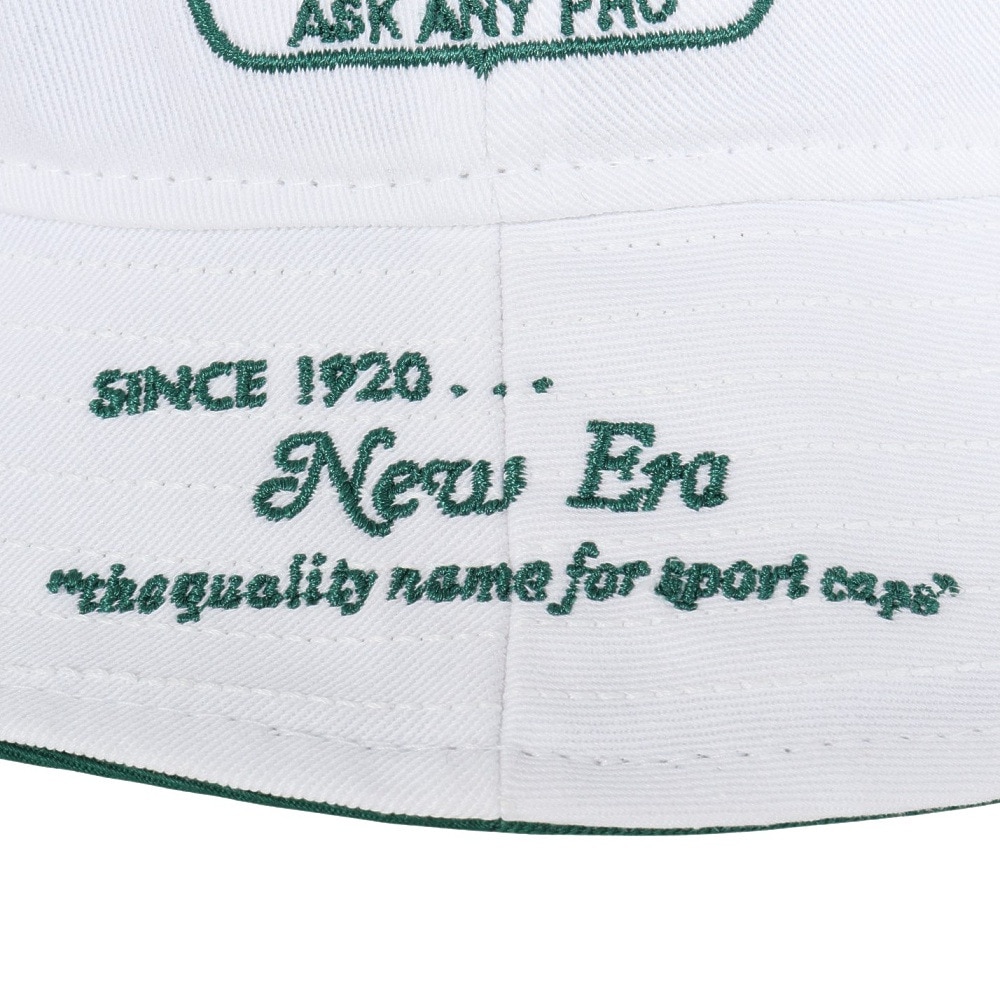 ASK ANY PRO
SINCE 1920...
New Era
"the quality name for sport caps"